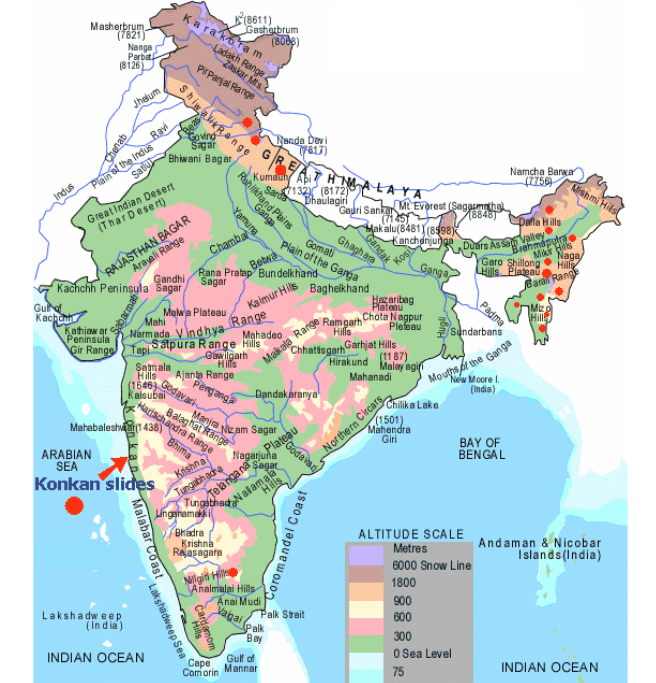 K²(8611)
Masherbrum
(7821)
Gasherbrum
(8068)
Karakoram
Nanga
Parbat
(8126)
Ladakh Range
Zaskar Mts.
Pir Panjal Range
Jhelum
Shiwalik Range
Chenab
Ravi
Beas
Govind
Sagar
Nanda Devi
(7817)
Plain of the Indus
Satluj
Bhiwani Bagar
GREAT HIMALAYA
Indus
Kumaun
Api
(7132)
(8172)
Dhaulagiri
Namcha Barwa
(7756)
Mishmi Hills
Great Indian Desert
(Thar Desert)
Sarda
Rohilkhand Plains
Ganga
Yamuna
Gauri Sankar
(7145)
Mt. Everest (Sagarmatha)
(8848)
Makalu(8481)
(8598)
Kanchenjunga
Dafla Hills
RAJASTHAN BAGAR
Aravali Range
Chambal
Gomati
Ghaghara
Gandak
Kosi
Duars
Assam Valley
Brahmaputra
Mikir Hills
Plain of the Ganga
Betwa
Garo
Hills
Shillong
Plateau
Naga
Hills
Barail Range
Kachchh Peninsula
Gandhi
Sagar
Rana Pratap
Sagar
Bundelkhand
Ganga
Baghelkhand
Kaimur Hills
Hazaribag
Plateau
Padma
Mizo
Hills
Gulf of
Kachchh
Sabarmati
Malwa Plateau
Mahi
Chota Nagpur
Pleteau
Ramgarh
Hills
Hugli
Sundarbans
Kathiawar
Peninsula
Gir Range
Narmada
Vindhya Range
Mahadeo
Hills
Maikala Range
Tapi
Satpura Range
Gawilgarh
Hills
Chhattisgarh
Garhjat Hills
(1187)
Malayagiri
Mouths of the Ganga
Satmala
Hills
(1646)
Kalsubai
Ajanta Range
Hirakund
Mahanadi
New Moore I.
(India)
Penganga
Godavari
Dandakaranya
Chilika Lake
Manjra
Balaghat Range
Harischandra Range
Nizam Sagar
Northern Circars
(1501)
Mahendra
Giri
Mahabaleshwar(1438)
Konkan
Bhima
BAY OF
BENGAL
ARABIAN
SEA
Nagarjuna
Sagar
Telangana Plateau
Godavari
Krishna
Konkan slides
Tungabhadra
Nallamala
Hills
Tungabhadra
Linganamakki
Malabar Coast
Coromandel Coast
Bhadra
Krishna
Rajasagara
ALTITUDE SCALE
Metres
6000 Snow Line
1800
900
600
300
0 Sea Level
75
Andaman & Nicobar
Islands(India)
Nilgiri Hills
Analmalai Hills
Anai Mudi
Vaigai
Palk Strait
Palk
Bay
Cardamom
Hills
Lakshadweep
(India)
Lakshadweep Sea
INDIAN OCEAN
Cape
Comorin
Gulf of
Mannar
INDIAN OCEAN